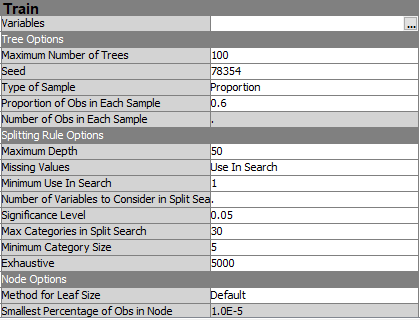 Train
Variables ...
Tree Options
Maximum Number of Trees 100
Seed 78354
Type of Sample Proportion
Proportion of Obs in Each Sample 0.6
Number of Obs in Each Sample .
Splitting Rule Options
Maximum Depth 50
Missing Values Use In Search
Minimum Use In Search 1
Number of Variables to Consider in Split Sea.
Significance Level 0.05
Max Categories in Split Search 30
Minimum Category Size 5
Exhaustive 5000
Node Options
Method for Leaf Size Default
Smallest Percentage of Obs in Node 1.0E-5